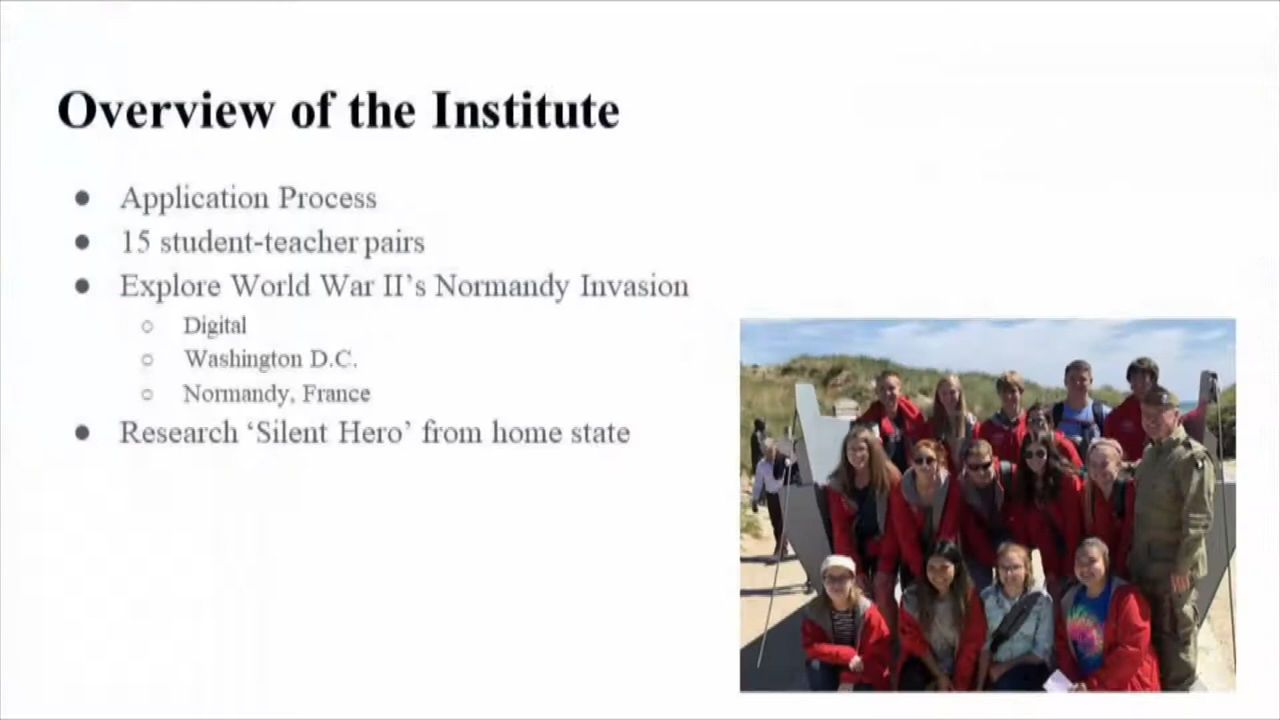 Overview of the Institute
● Application Process
● 15 student-teacher pairs
● Explore World War II’s Normandy Invasion
○ Digital
○ Washington D.C.
○ Normandy, France
● Research ‘Silent Hero’ from home state